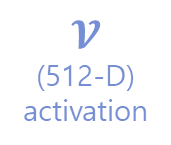 ν
(512-D)
activation